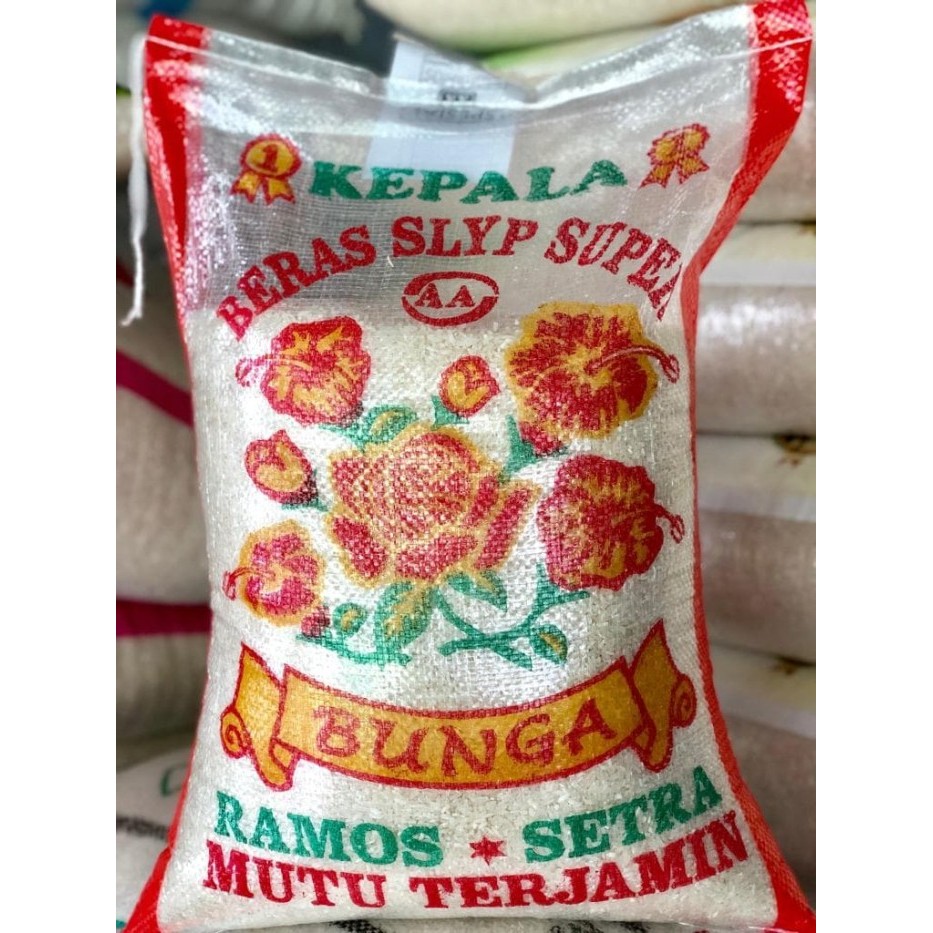 1
KEPALA
BERAS SLYP SUPER
AA
BUNGA
RAMOS ★ SETRA
MUTU TERJAMIN